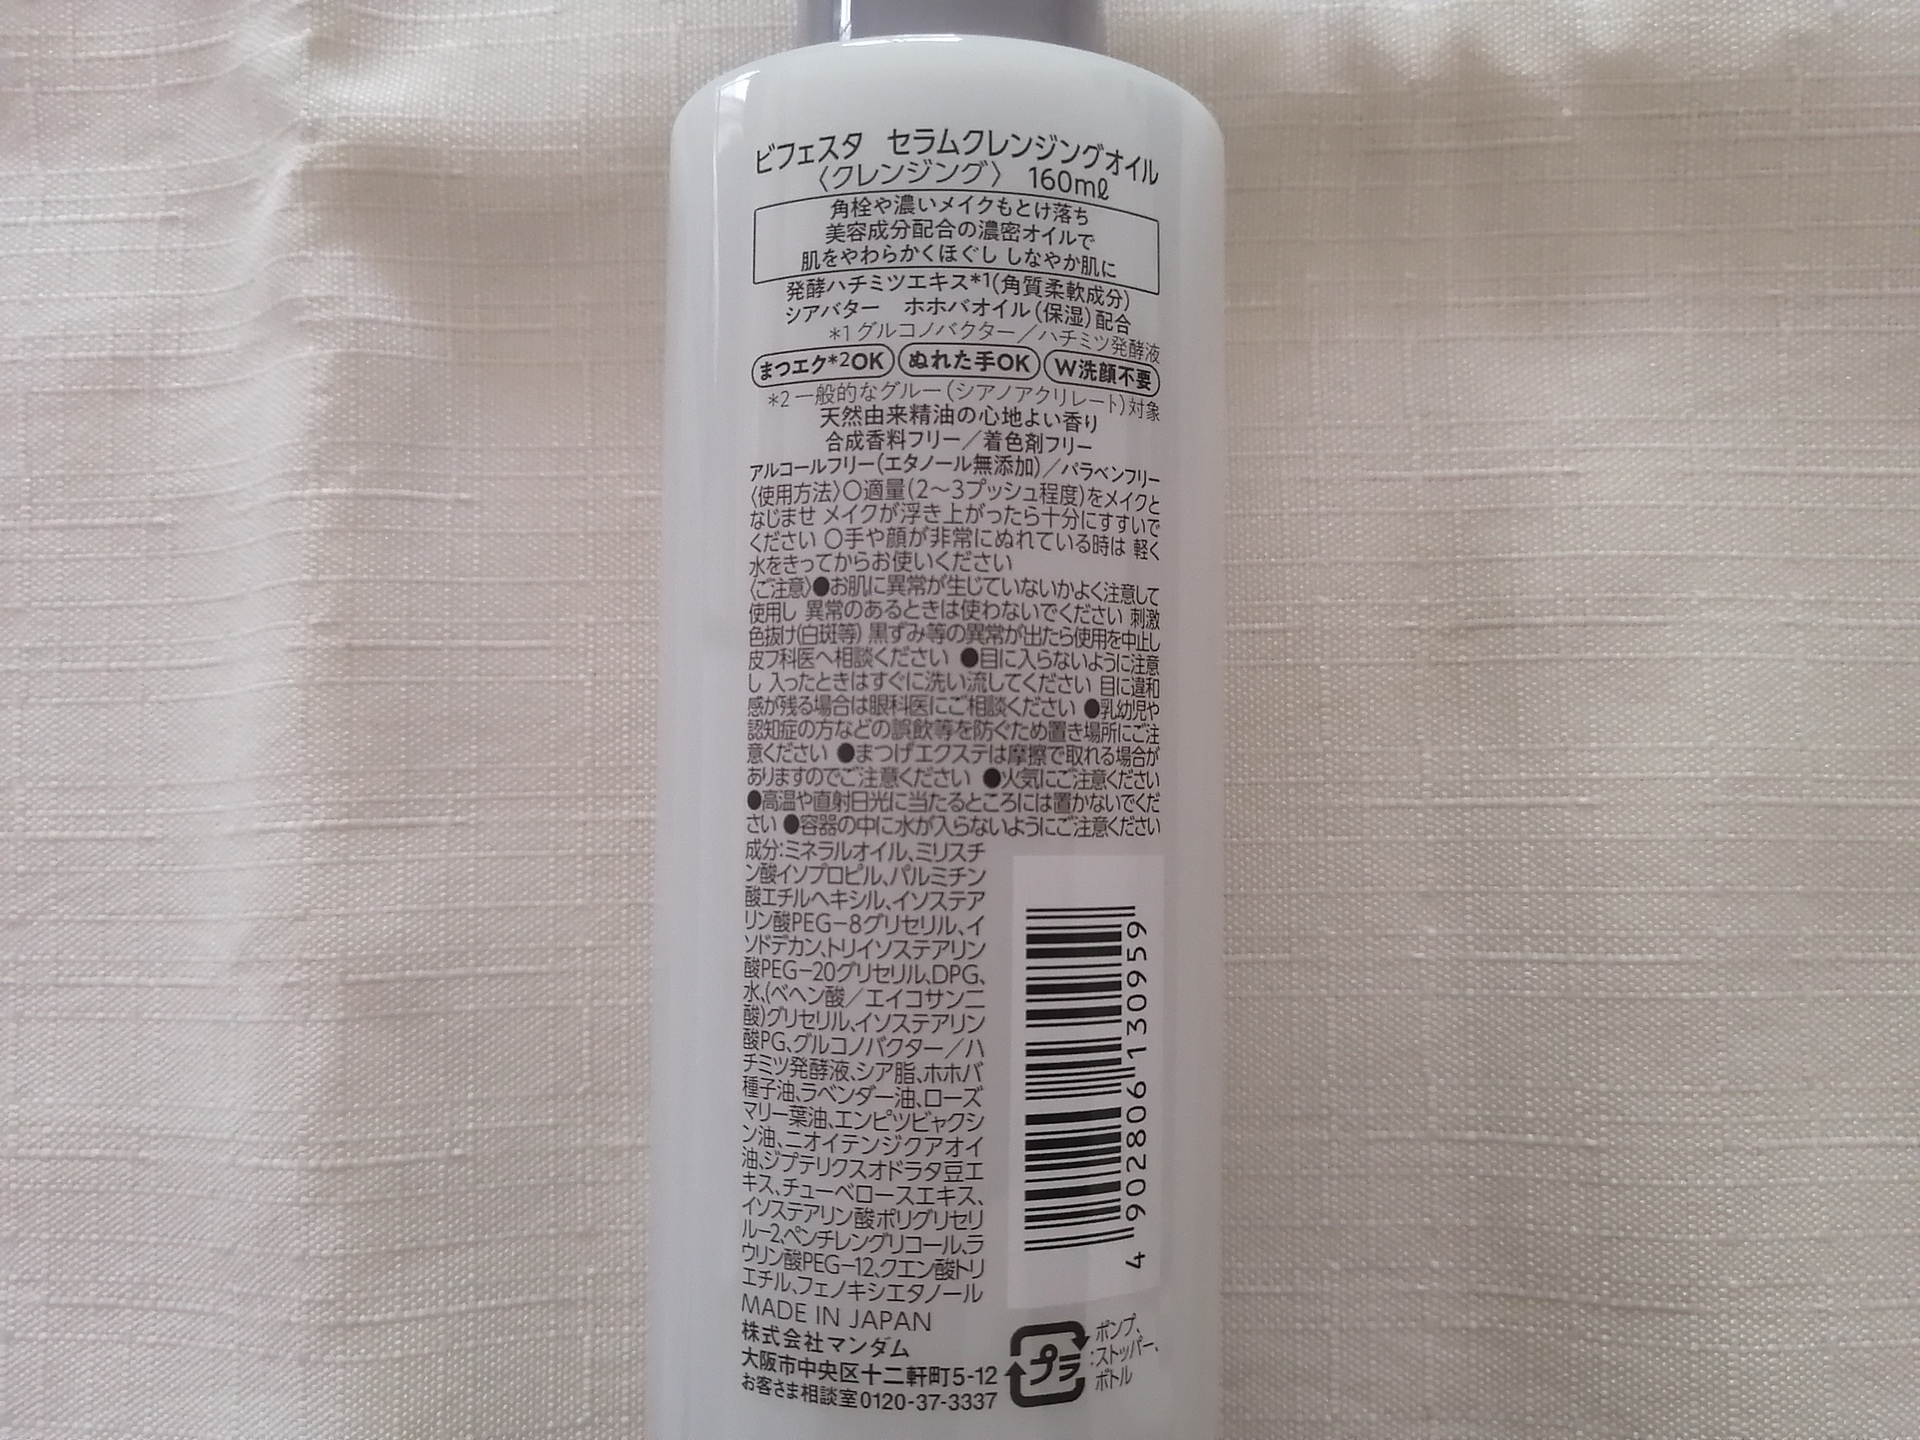 ビフェスタ　セラムクレンジングオイル
〈クレンジング〉 160mℓ
角栓や濃いメイクもとけ落ち
美容成分配合の濃密オイルで
肌をやわらかくほぐし しなやか肌に
発酵ハチミツエキス*1(角質柔軟成分)
シアバター　ホホバオイル(保湿)配合
*1 グルコノバクター／ハチミツ発酵液
まつエク*2OK ぬれた手OK W洗顔不要
*2 一般的なグルー(シアノアクリレート)対象
天然由来精油の心地よい香り
合成香料フリー／着色剤フリー
アルコールフリー(エタノール無添加)／パラベンフリー
〈使用方法〉○適量(2〜3プッシュ程度)をメイクと
なじませ メイクが浮き上がったら十分にすすいで
ください ○手や顔が非常にぬれている時は 軽く
水をきってからお使いください
〈ご注意〉●お肌に異常が生じていないかよく注意して
使用し 異常のあるときは使わないでください 刺激
色抜け(白斑等) 黒ずみ等の異常が出たら使用を中止し
皮フ科医へ相談ください ●目に入らないように注意
し 入ったときはすぐに洗い流してください 目に違和
感が残る場合は眼科医にご相談ください ●乳幼児や
認知症の方などの誤飲等を防ぐため置き場所にご注
意ください ●まつげエクステは摩擦で取れる場合が
ありますのでご注意ください ●火気にご注意ください
●高温や直射日光に当たるところには置かないでくだ
さい ●容器の中に水が入らないようにご注意ください
成分:ミネラルオイル、ミリスチ
ン酸イソプロピル、パルミチン
酸エチルヘキシル、イソステア
リン酸PEG-8グリセリル、イ
ソドデカン、トリイソステアリン
酸PEG-20グリセリル、DPG、
水、(ベヘン酸／エイコサン二
酸)グリセリル、イソステアリン
酸PG、グルコノバクター／ハ
チミツ発酵液、シア脂、ホホバ
種子油、ラベンダー油、ローズ
マリー葉油、エンピツビャクシ
ン油、ニオイテンジクアオイ
油、ジプテリクスオドラタ豆エ
キス、チューベロースエキス、
イソステアリン酸ポリグリセリ
ル-2、ペンチレングリコール、ラ
ウリン酸PEG-12、クエン酸トリ
エチル、フェノキシエタノール
MADE IN JAPAN
株式会社マンダム
大阪市中央区十二軒町5-12
お客さま相談室0120-37-3337
4 902806 130959
プラ
ポンプ、
:ストッパー、
ボトル